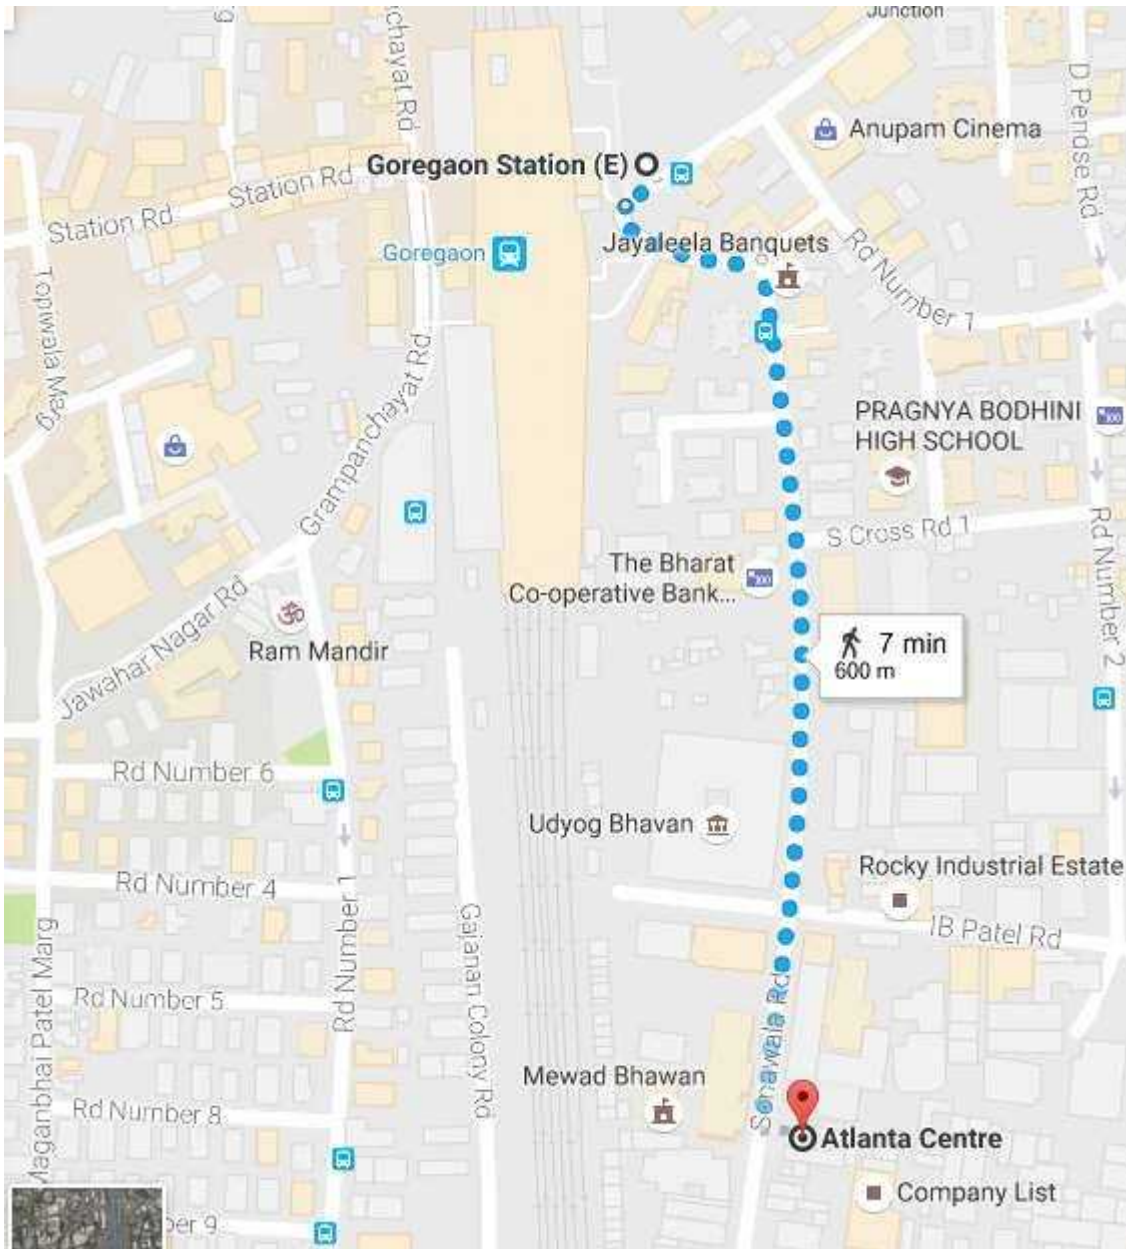 Junction
chayat Rd
D Pendse Rd
Anupam Cinema
Goregaon Station (E)
Station Rd
Station Rd
Jayaleela Banquets
Goregaon
Rd Number 1
Topiwala Marg
Grampanchayat Rd
PRAGNYA BODHINI
HIGH SCHOOL
S Cross Rd 1
Rd Number 2
The Bharat
Co-operative Bank...
Jawahar Nagar Rd
Ram Mandir
7 min
600 m
Rd Number 6
Udyog Bhavan
Rocky Industrial Estate
Rd Number 4
Rd Number 1
IB Patel Rd
Gajanan Colony Rd
Maganbhai Patel Marg
Rd Number 5
Sonawala Rd
Mewad Bhawan
Rd Number 8
Atlanta Centre
Company List
ber 9